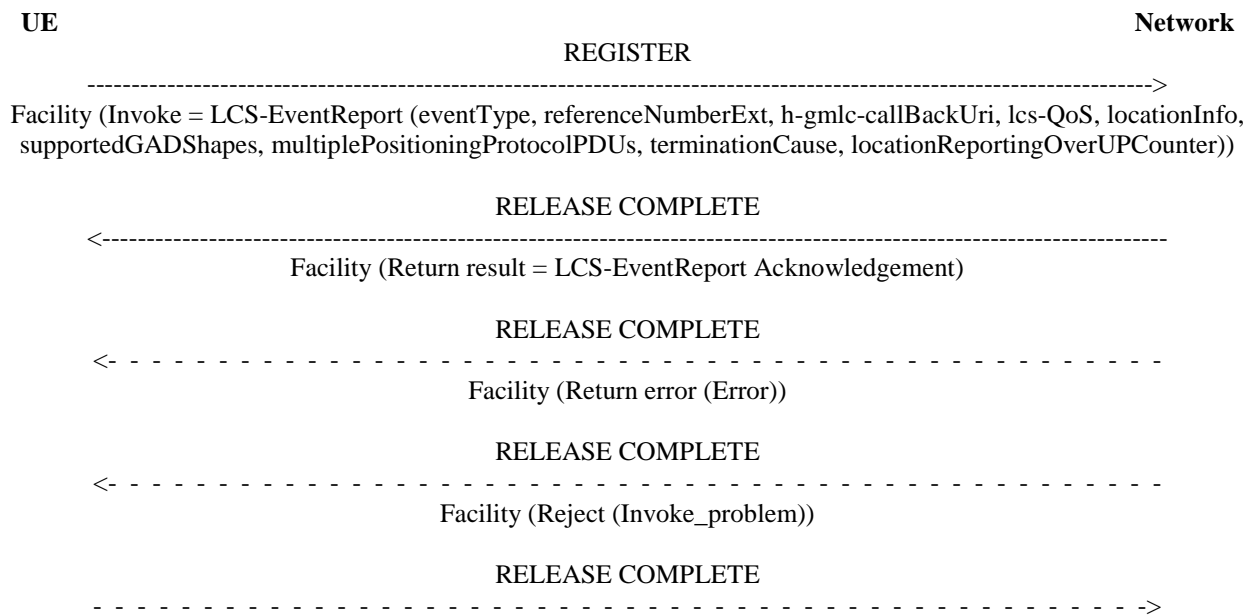 UE Network
REGISTER
------------------------------------------------------------------------------------------------------------------------>
Facility (Invoke = LCS-EventReport (eventType, referenceNumberExt, h-gmlc-callBackUri, lcs-QoS, locationInfo,
supportedGADShapes, multiplePositioningProtocolPDUs, terminationCause, locationReportingOverUPCounter))
RELEASE COMPLETE
<------------------------------------------------------------------------------------------------------------------------
Facility (Return result = LCS-EventReport Acknowledgement)
RELEASE COMPLETE
<- - - - - - - - - - - - - - - - - - - - - - - - - - - - - - - - - - - - - - - - - - - - - - - -
Facility (Return error (Error))
RELEASE COMPLETE
<- - - - - - - - - - - - - - - - - - - - - - - - - - - - - - - - - - - - - - - - - - - - - - - -
Facility (Reject (Invoke_problem))
RELEASE COMPLETE
- - - - - - - - - - - - - - - - - - - - - - - - - - - - - - - - - - - - - - - - - - - - - - - ->